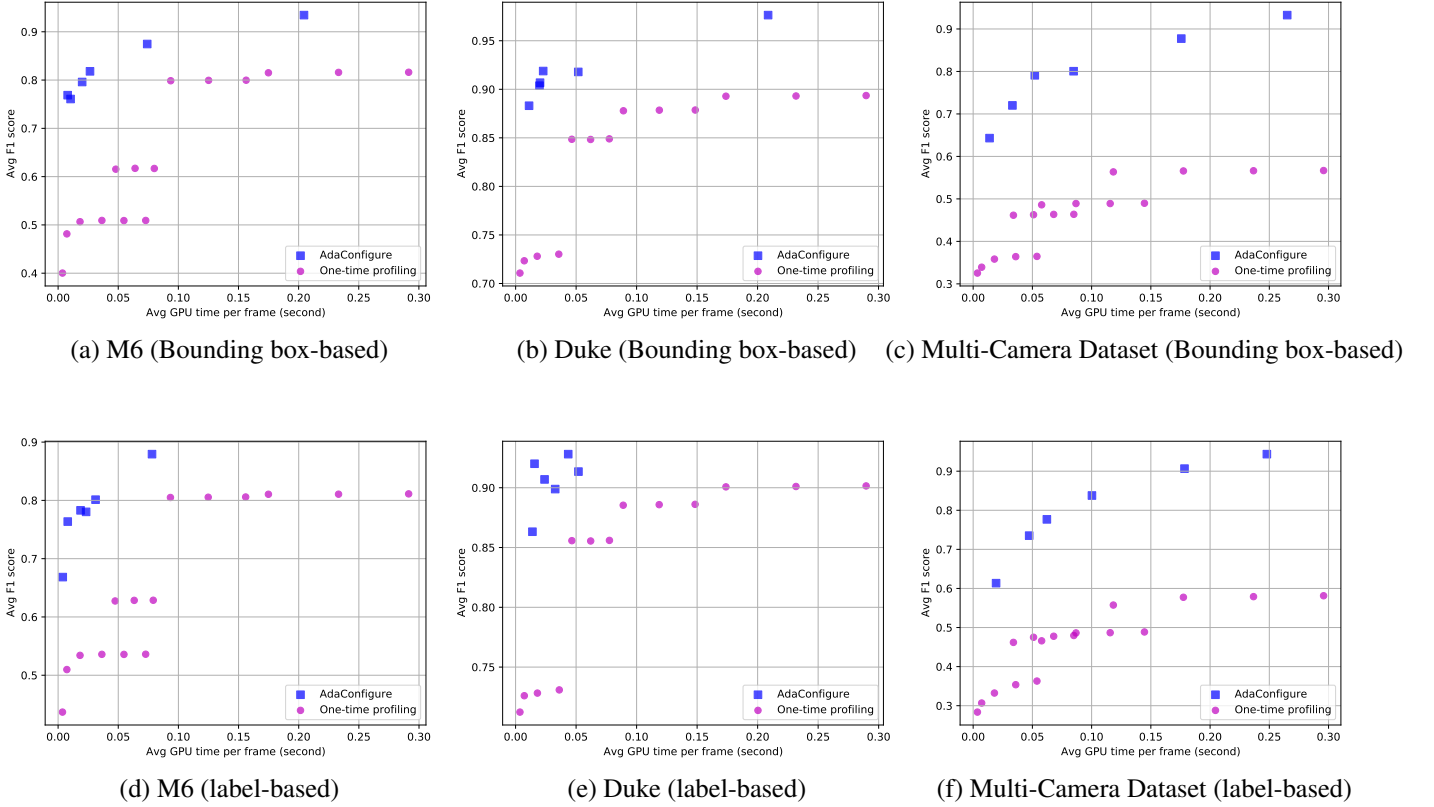 Avg F1 score
0.9
0.8
0.7
0.6
0.5
0.4
AdaConfigure
One-time profiling
0.00 0.05 0.10 0.15 0.20 0.25 0.30
Avg GPU time per frame (second)
(a) M6 (Bounding box-based)
Avg F1 score
0.95
0.90
0.85
0.80
0.75
0.70
AdaConfigure
One-time profiling
0.00 0.05 0.10 0.15 0.20 0.25 0.30
Avg GPU time per frame (second)
(b) Duke (Bounding box-based)
Avg F1 score
0.9
0.8
0.7
0.6
0.5
0.4
0.3
AdaConfigure
One-time profiling
0.00 0.05 0.10 0.15 0.20 0.25 0.30
Avg GPU time per frame (second)
(c) Multi-Camera Dataset (Bounding box-based)
Avg F1 score
0.9
0.8
0.7
0.6
0.5
AdaConfigure
One-time profiling
0.00 0.05 0.10 0.15 0.20 0.25 0.30
Avg GPU time per frame (second)
(d) M6 (label-based)
Avg F1 score
0.90
0.85
0.80
0.75
AdaConfigure
One-time profiling
0.00 0.05 0.10 0.15 0.20 0.25 0.30
Avg GPU time per frame (second)
(e) Duke (label-based)
Avg F1 score
0.9
0.8
0.7
0.6
0.5
0.4
0.3
AdaConfigure
One-time profiling
0.00 0.05 0.10 0.15 0.20 0.25 0.30
Avg GPU time per frame (second)
(f) Multi-Camera Dataset (label-based)